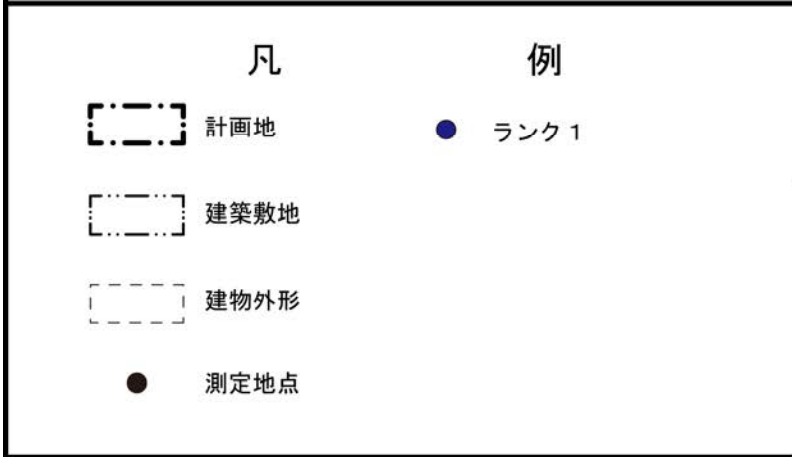 凡 例
計画地
ランク１
建築敷地
建物外形
測定地点